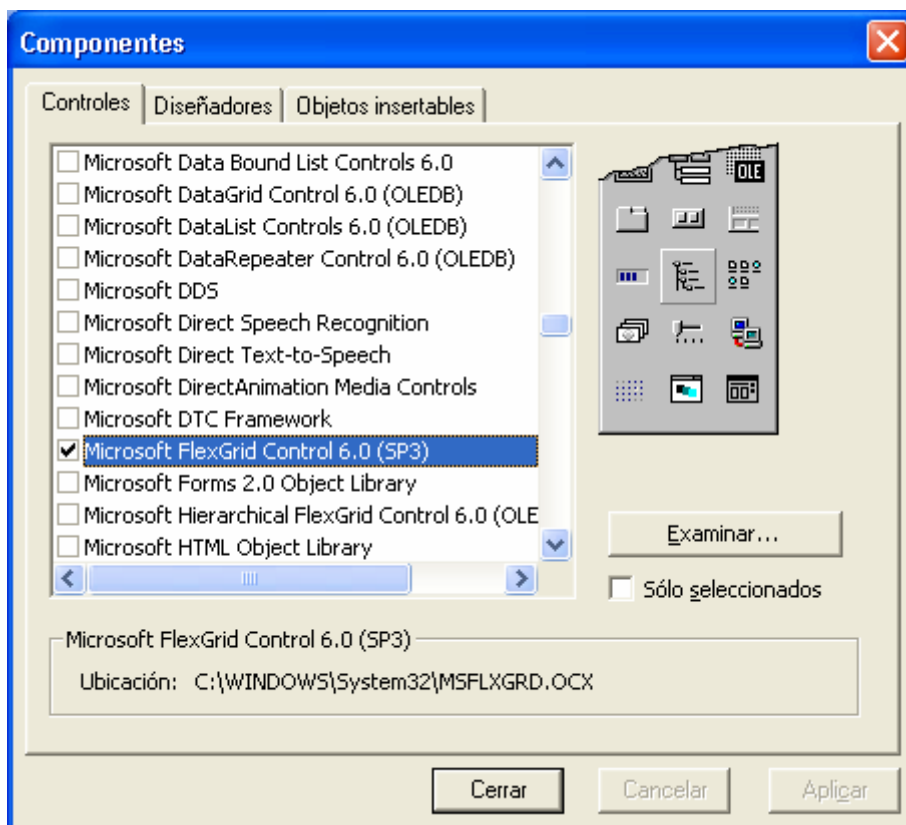 Componentes
Controles
Diseñadores
Objetos insertables
Microsoft Data Bound List Controls 6.0
Microsoft DataGrid Control 6.0 (OLEDB)
Microsoft DataList Controls 6.0 (OLEDB)
Microsoft DataRepeater Control 6.0 (OLEDB)
Microsoft DDS
Microsoft Direct Speech Recognition
Microsoft Direct Text-to-Speech
Microsoft DirectAnimation Media Controls
Microsoft DTC Framework
Microsoft FlexGrid Control 6.0 (SP3)
Microsoft Forms 2.0 Object Library
Microsoft Hierarchical FlexGrid Control 6.0 (OLE
Microsoft HTML Object Library
OLE
Examinar...
Sólo seleccionados
Microsoft FlexGrid Control 6.0 (SP3)
Ubicación: C:\WINDOWS\System32\MSFLXGRD.OCX
Cerrar
Cancelar
Aplicar